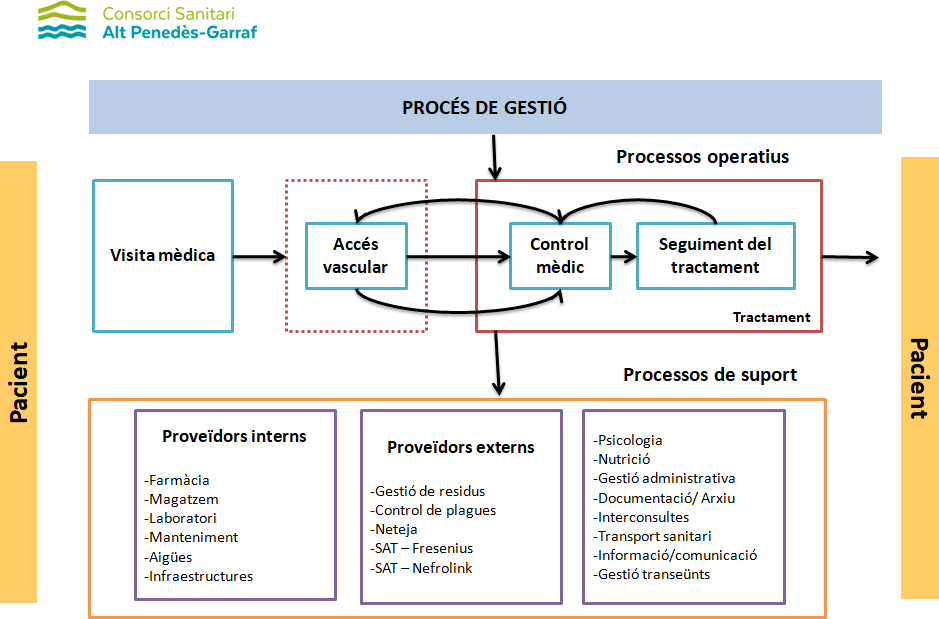 Consorci Sanitari
Alt Penedès-Garraf
PROCÉS DE GESTIÓ
Processos operatius
Visita mèdica
Accés
vascular
Control
mèdic
Seguiment del
tractament
Tractament
Pacient
Pacient
Processos de suport
Proveïdors interns
-Farmàcia
-Magatzem
-Laboratori
-Manteniment
-Aigües
-Infraestructures
Proveïdors externs
-Gestió de residus
-Control de plagues
-Neteja
-SAT – Fresenius
-SAT – Nefrolink
-Psicologia
-Nutrició
-Gestió administrativa
-Documentació/ Arxiu
-Interconsultes
-Transport sanitari
-Informació/comunicació
-Gestió transeünts